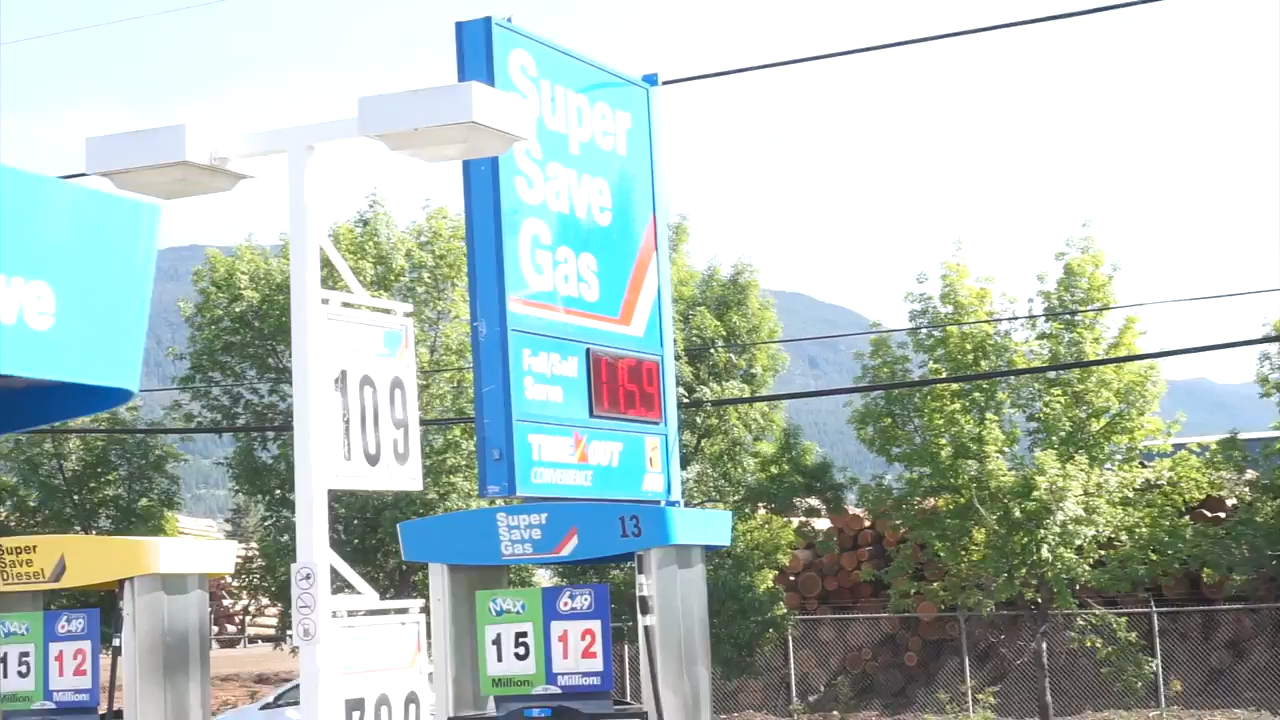 Super
Save
Gas
Full/Self
Serve
115.9
TIME OUT
CONVENIENCE
ve
109
Super
Save
Gas
13
Super
Save
Diesel
MAX
15
Million
LOTTO
649
12
Million
MAX
15
649
12
Million